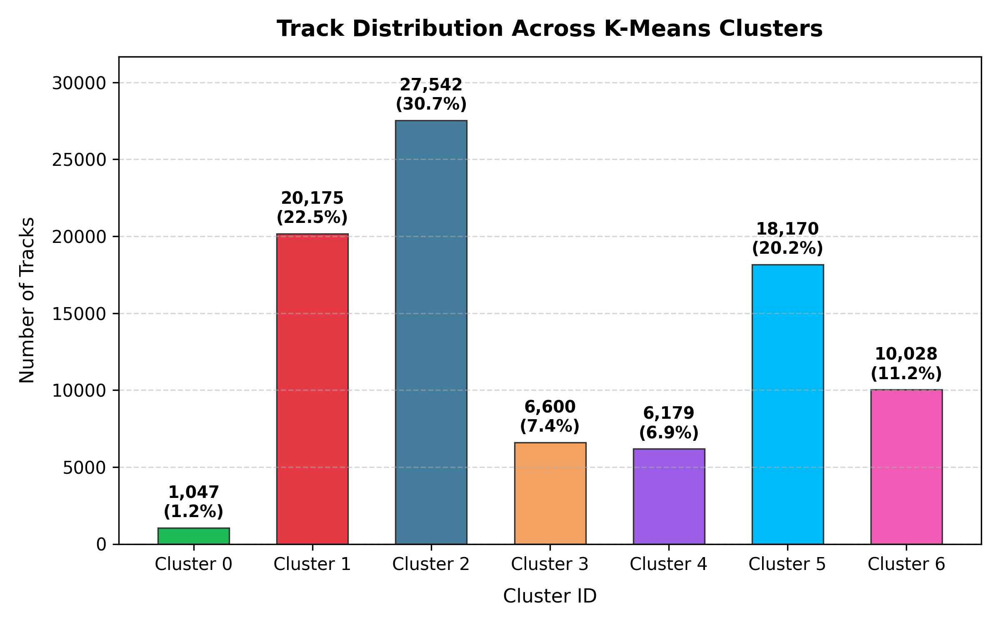 Track Distribution Across K-Means Clusters
Number of Tracks
30000
25000
20000
15000
10000
5000
0
1,047
(1.2%)
20,175
(22.5%)
27,542
(30.7%)
6,600
(7.4%)
6,179
(6.9%)
18,170
(20.2%)
10,028
(11.2%)
Cluster 0
Cluster 1
Cluster 2
Cluster 3
Cluster 4
Cluster 5
Cluster 6
Cluster ID